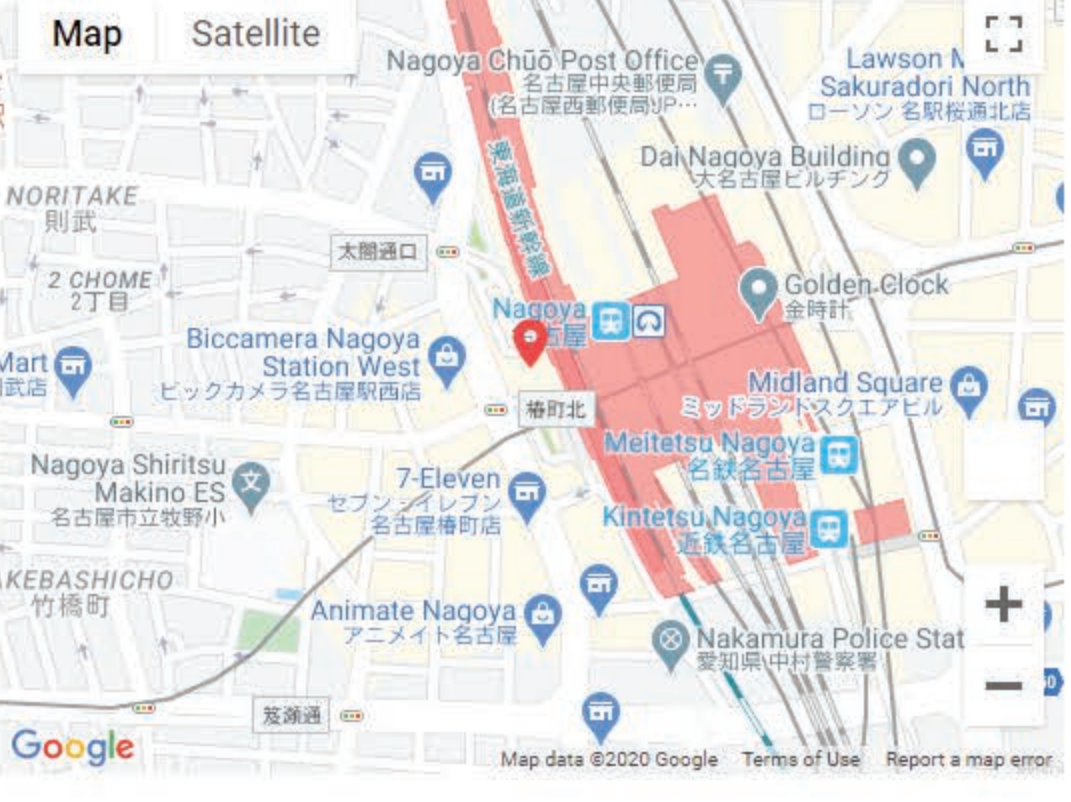 Map
Satellite
Nagoya Chūō Post Office
名古屋中央郵便局
(名古屋西郵便局)JP…
Lawson M
Sakuradori North
ローソン 名駅桜通北店
Dai Nagoya Building
大名古屋ビルヂング
東海道新幹線
NORITAKE
則武
太閤通口
2 CHOME
2丁目
Golden Clock
金時計
Nagoya
古屋
Biccamera Nagoya
Station West
ビックカメラ名古屋駅西店
Mart
則武店
Midland Square
ミッドランドスクエアビル
椿町北
Meitetsu Nagoya
名鉄名古屋
Nagoya Shiritsu
Makino ES
名古屋市立牧野小
7-Eleven
セブン-イレブン
名古屋椿町店
Kintetsu Nagoya
近鉄名古屋
AKEBASHICHO
竹橋町
Animate Nagoya
アニメイト名古屋
Nakamura Police Stat
愛知県 中村警察署
笈瀬通
Google
Map data ©2020 Google
Terms of Use
Report a map error